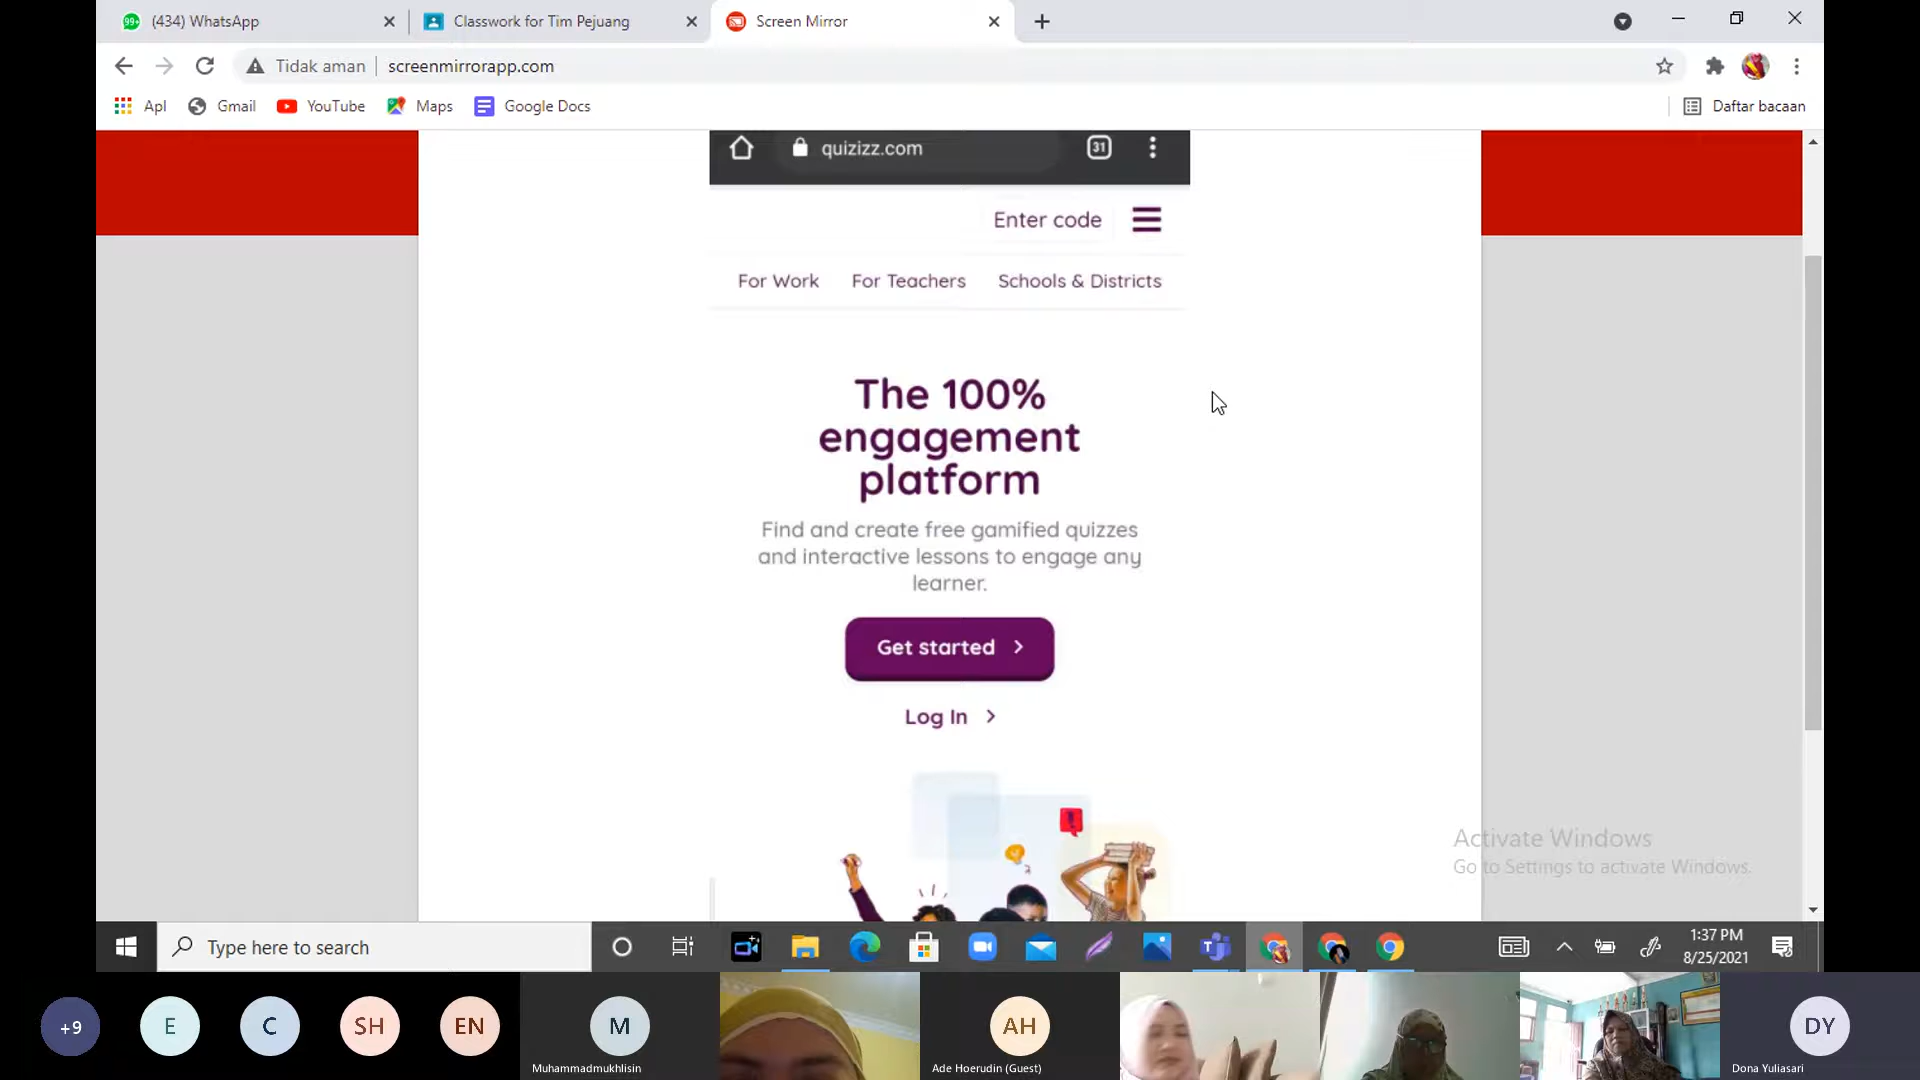 99+ (434) WhatsApp
Classwork for Tim Pejuang
Screen Mirror
Tidak aman screenmirrorapp.com
Apl Gmail YouTube Maps Google Docs Daftar bacaan
quizizz.com 31
Enter code
For Work For Teachers Schools & Districts
The 100%
engagement
platform
Find and create free gamified quizzes
and interactive lessons to engage any
learner.
Get started
Log In
Activate Windows
Go to Settings to activate Windows.
Type here to search
1:37 PM
8/25/2021
+9 E C SH EN M AH DY
Muhammadmukhlisin Ade Hoerudin (Guest) Dona Yuliasari